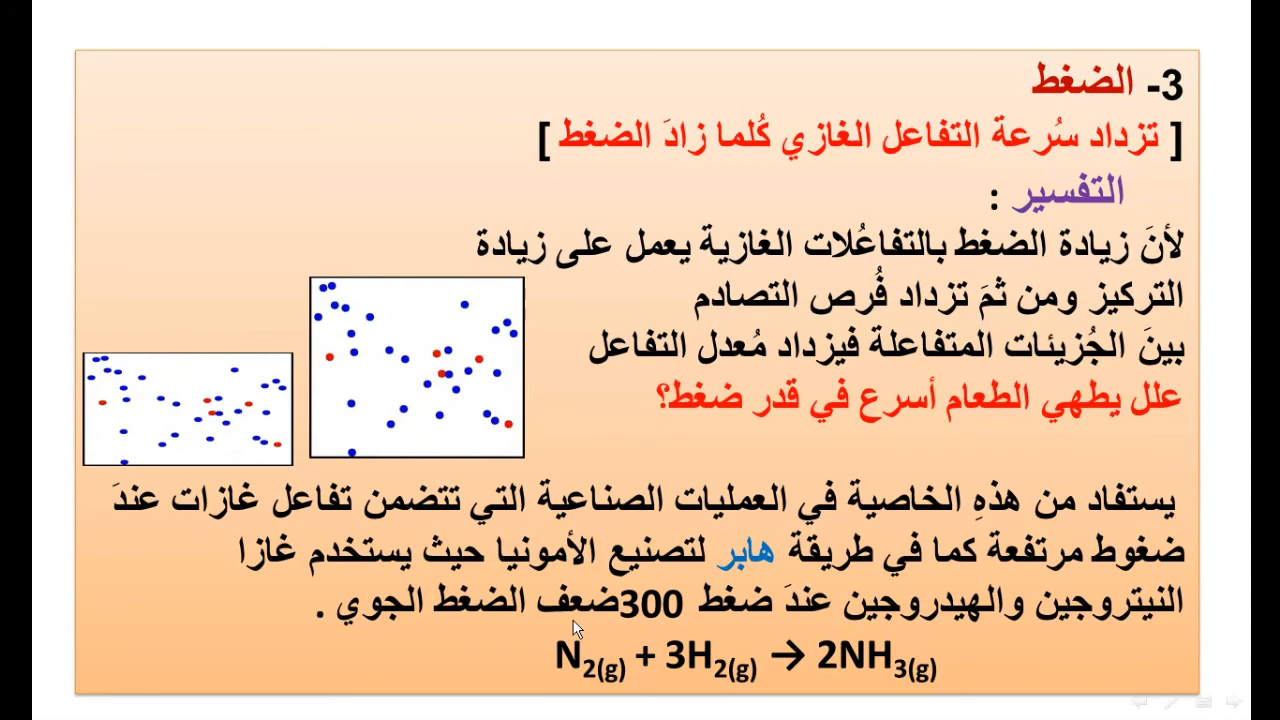 3- الضغط
[ تزداد سُرعة التفاعل الغازي كُلما زادَ الضغط ]
التفسير :
لأنَ زيادة الضغط بالتفاعُلات الغازية يعمل على زيادة
التركيز ومن ثمَ تزداد فُرص التصادم
بينَ الجُزيئات المتفاعلة فيزداد مُعدل التفاعل
علل يطهي الطعام أسرع في قدر ضغط؟
يستفاد من هذهِ الخاصية في العمليات الصناعية التي تتضمن تفاعل غازات عندَ
ضغوط مرتفعة كما في طريقة هابر لتصنيع الأمونيا حيث يستخدم غازا
النيتروجين والهيدروجين عندَ ضغط 300ضعف الضغط الجوي .
N₂(g) + 3H₂(g) → 2NH₃(g)